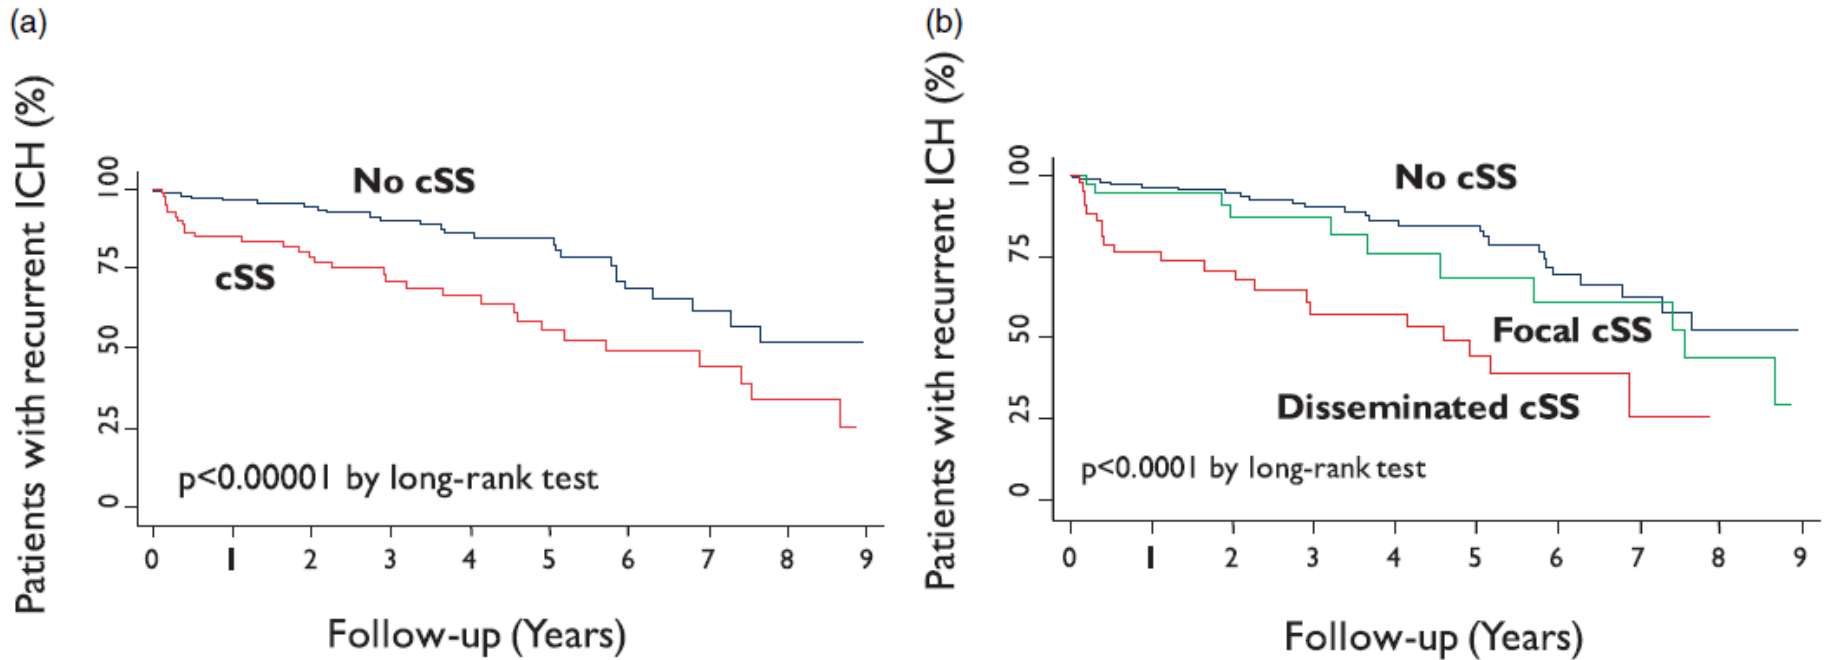 (a)
Patients with recurrent ICH (%)
100
75
50
25
0
No cSS
cSS
p<0.00001 by long-rank test
0 1 2 3 4 5 6 7 8 9
Follow-up (Years)
(b)
Patients with recurrent ICH (%)
100
75
50
25
0
No cSS
Focal cSS
Disseminated cSS
p<0.0001 by long-rank test
0 1 2 3 4 5 6 7 8 9
Follow-up (Years)